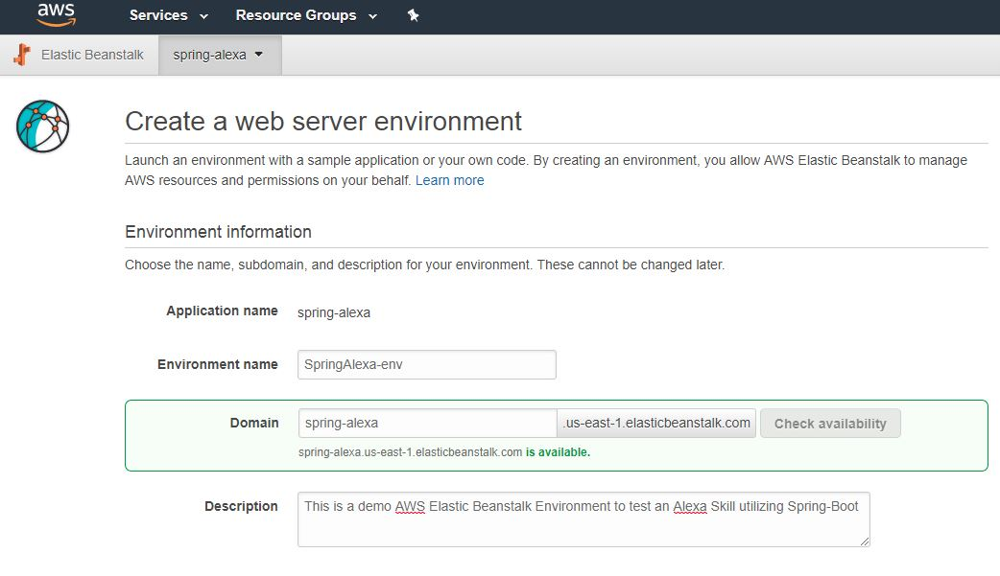 aws Services Resource Groups
Elastic Beanstalk spring-alexa
Create a web server environment
Launch an environment with a sample application or your own code. By creating an environment, you allow AWS Elastic Beanstalk to manage
AWS resources and permissions on your behalf. Learn more
Environment information
Choose the name, subdomain, and description for your environment. These cannot be changed later.
Application name spring-alexa
Environment name SpringAlexa-env
Domain spring-alexa .us-east-1.elasticbeanstalk.com Check availability
spring-alexa.us-east-1.elasticbeanstalk.com is available.
Description This is a demo AWS Elastic Beanstalk Environment to test an Alexa Skill utilizing Spring-Boot